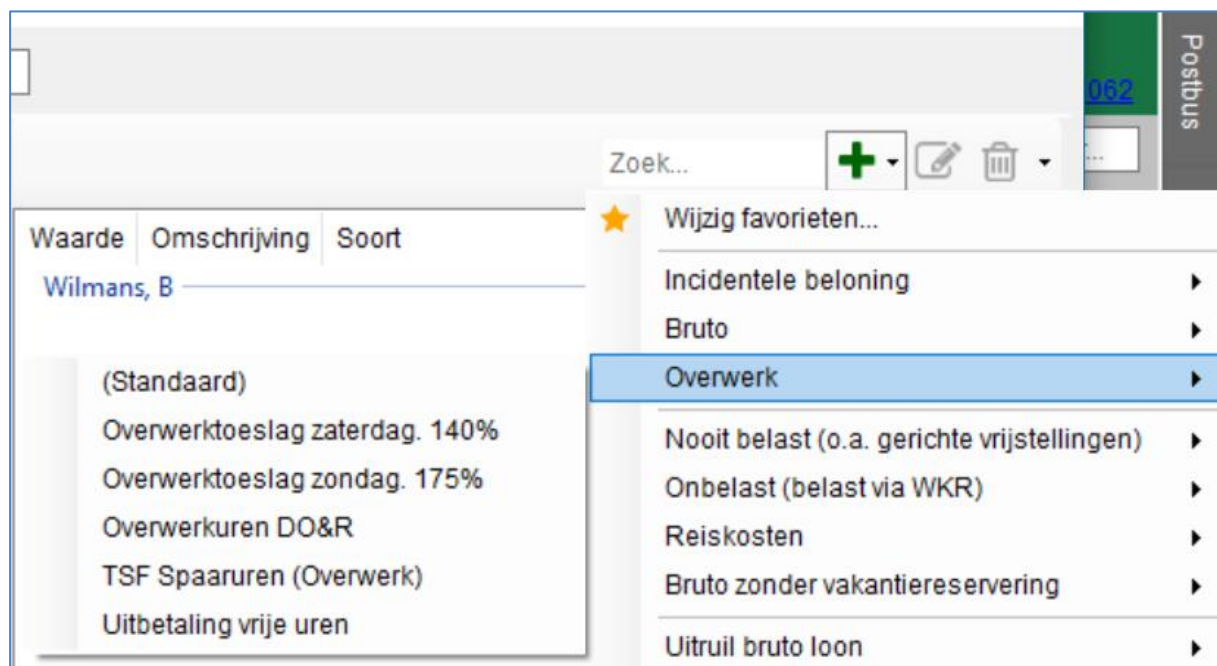 Postbus
062
Zoek...
...
Waarde Omschrijving Soort
Wilmans, B
(Standaard)
Overwerktoeslag zaterdag. 140%
Overwerktoeslag zondag. 175%
Overwerkuren DO&R
TSF Spaaruren (Overwerk)
Uitbetaling vrije uren
Wijzig favorieten...
Incidentele beloning
Bruto
Overwerk
Nooit belast (o.a. gerichte vrijstellingen)
Onbelast (belast via WKR)
Reiskosten
Bruto zonder vakantiereservering
Uitruil bruto loon